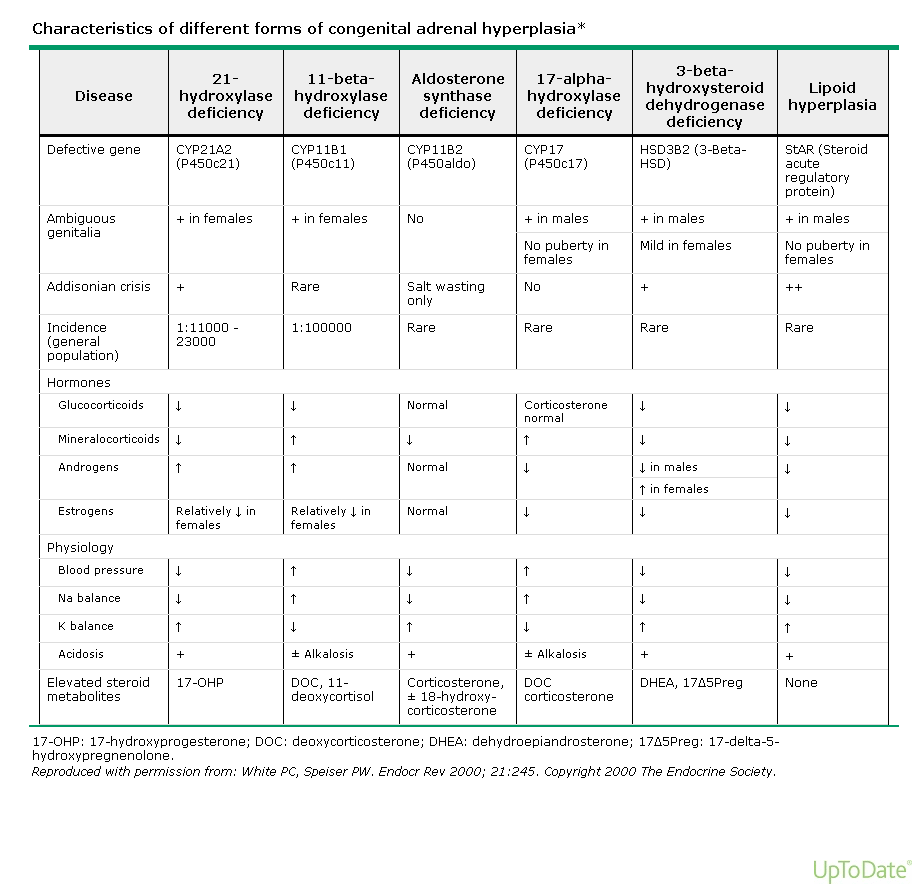 Characteristics of different forms of congenital adrenal hyperplasia*
Disease
21-
hydroxylase
deficiency
11-beta-
hydroxylase
deficiency
Aldosterone
synthase
deficiency
17-alpha-
hydroxylase
deficiency
3-beta-
hydroxysteroid
dehydrogenase
deficiency
Lipoid
hyperplasia
Defective gene
CYP21A2
(P450c21)
CYP11B1
(P450c11)
CYP11B2
(P450aldo)
CYP17
(P450c17)
HSD3B2 (3-Beta-
HSD)
StAR (Steroid
acute
regulatory
protein)
Ambiguous
genitalia
+ in females
+ in females
No
+ in males
No puberty in
females
+ in males
Mild in females
+ in males
No puberty in
females
Addisonian crisis
+
Rare
Salt wasting
only
No
+
++
Incidence
(general
population)
1:11000 -
23000
1:100000
Rare
Rare
Rare
Rare
Hormones
Glucocorticoids
↓
↓
Normal
Corticosterone
normal
↓
↓
Mineralocorticoids
↓
↑
↓
↑
↓
↓
Androgens
↑
↑
Normal
↓
↓ in males
↑ in females
↓
Estrogens
Relatively ↓ in
females
Relatively ↓ in
females
Normal
↓
↓
↓
Physiology
Blood pressure
↓
↑
↓
↑
↓
↓
Na balance
↓
↑
↓
↑
↓
↓
K balance
↑
↓
↑
↓
↑
↑
Acidosis
+
± Alkalosis
+
± Alkalosis
+
+
Elevated steroid
metabolites
17-OHP
DOC, 11-
deoxycortisol
Corticosterone,
± 18-hydroxy-
corticosterone
DOC
corticosterone
DHEA, 17Δ5Preg
None
17-OHP: 17-hydroxyprogesterone; DOC: deoxycorticosterone; DHEA: dehydroepiandrosterone; 17Δ5Preg: 17-delta-5-
hydroxypregnenolone.
Reproduced with permission from: White PC, Speiser PW. Endocr Rev 2000; 21:245. Copyright 2000 The Endocrine Society.
UpToDate®